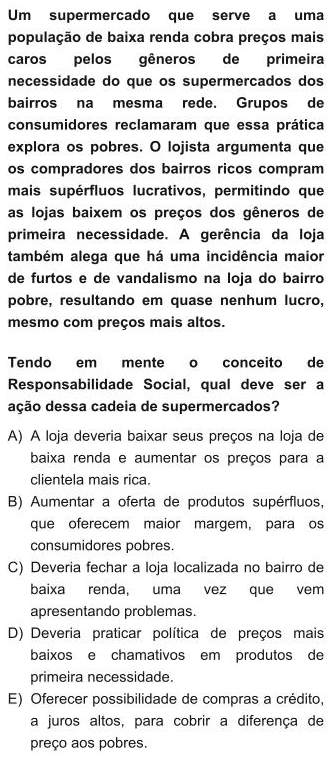 Um supermercado que serve a uma
população de baixa renda cobra preços mais
caros pelos gêneros de primeira
necessidade do que os supermercados dos
bairros na mesma rede. Grupos de
consumidores reclamaram que essa prática
explora os pobres. O lojista argumenta que
os compradores dos bairros ricos compram
mais supérfluos lucrativos, permitindo que
as lojas baixem os preços dos gêneros de
primeira necessidade. A gerência da loja
também alega que há uma incidência maior
de furtos e de vandalismo na loja do bairro
pobre, resultando em quase nenhum lucro,
mesmo com preços mais altos.
Tendo em mente o conceito de
Responsabilidade Social, qual deve ser a
ação dessa cadeia de supermercados?
A) A loja deveria baixar seus preços na loja de
baixa renda e aumentar os preços para a
clientela mais rica.
B) Aumentar a oferta de produtos supérfluos,
que oferecem maior margem, para os
consumidores pobres.
C) Deveria fechar a loja localizada no bairro de
baixa renda, uma vez que vem
apresentando problemas.
D) Deveria praticar política de preços mais
baixos e chamativos em produtos de
primeira necessidade.
E) Oferecer possibilidade de compras a crédito,
a juros altos, para cobrir a diferença de
preço aos pobres.